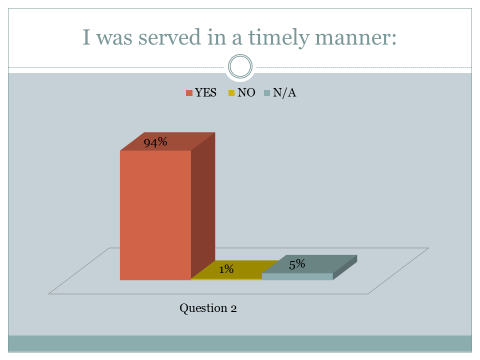 I was served in a timely manner:
YES NO N/A
94%
1%
5%
Question 2